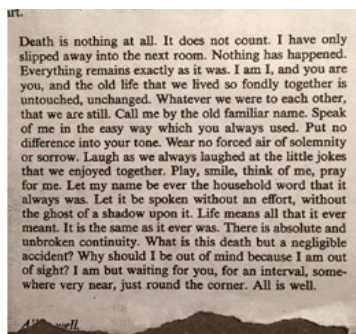 art.
Death is nothing at all. It does not count. I have only
slipped away into the next room. Nothing has happened.
Everything remains exactly as it was. I am I, and you are
you, and the old life that we lived so fondly together is
untouched, unchanged. Whatever we were to each other,
that we are still. Call me by the old familiar name. Speak
of me in the easy way which you always used. Put no
difference into your tone. Wear no forced air of solemnity
or sorrow. Laugh as we always laughed at the little jokes
that we enjoyed together. Play, smile, think of me, pray
for me. Let my name be ever the household word that it
always was. Let it be spoken without an effort, without
the ghost of a shadow upon it. Life means all that it ever
meant. It is the same as it ever was. There is absolute and
unbroken continuity. What is this death but a negligible
accident? Why should I be out of mind because I am out
of sight? I am but waiting for you, for an interval, some-
where very near, just round the corner. All is well.
well.